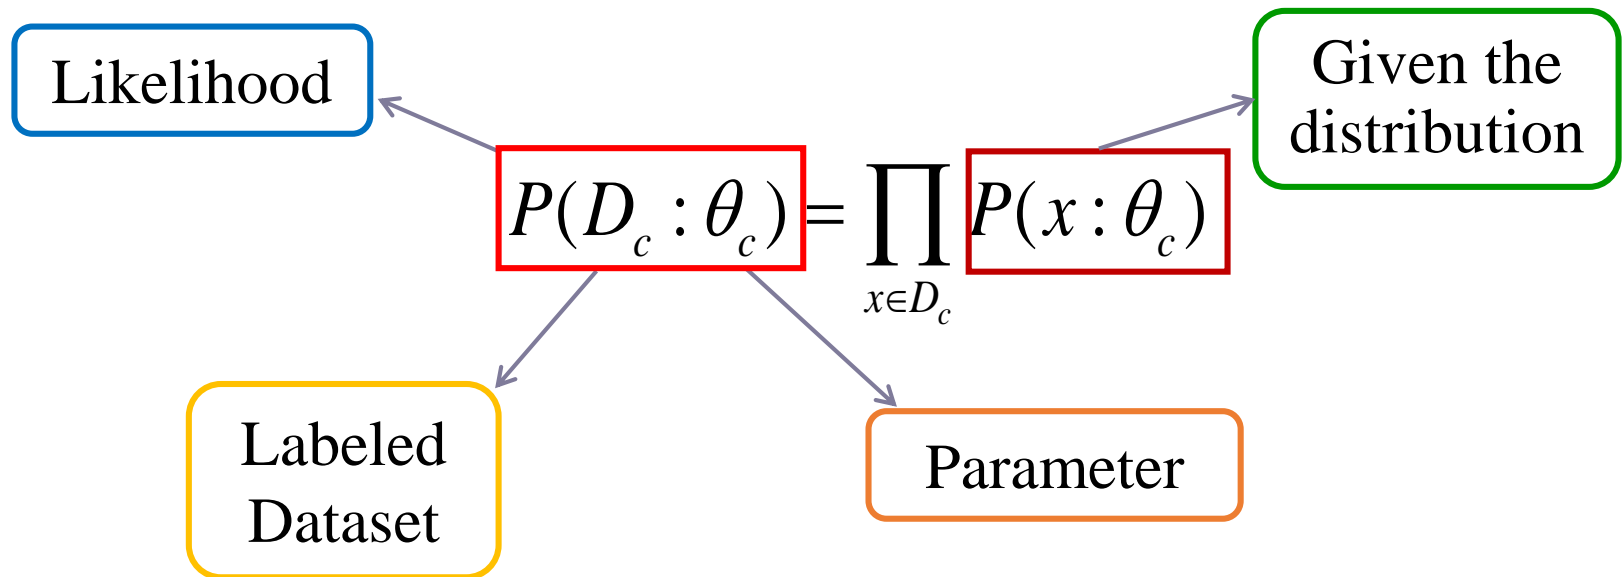 Likelihood
Given the
distribution
P(D_c : θ_c) = ∏_{x∈D_c} P(x : θ_c)
Labeled
Dataset
Parameter